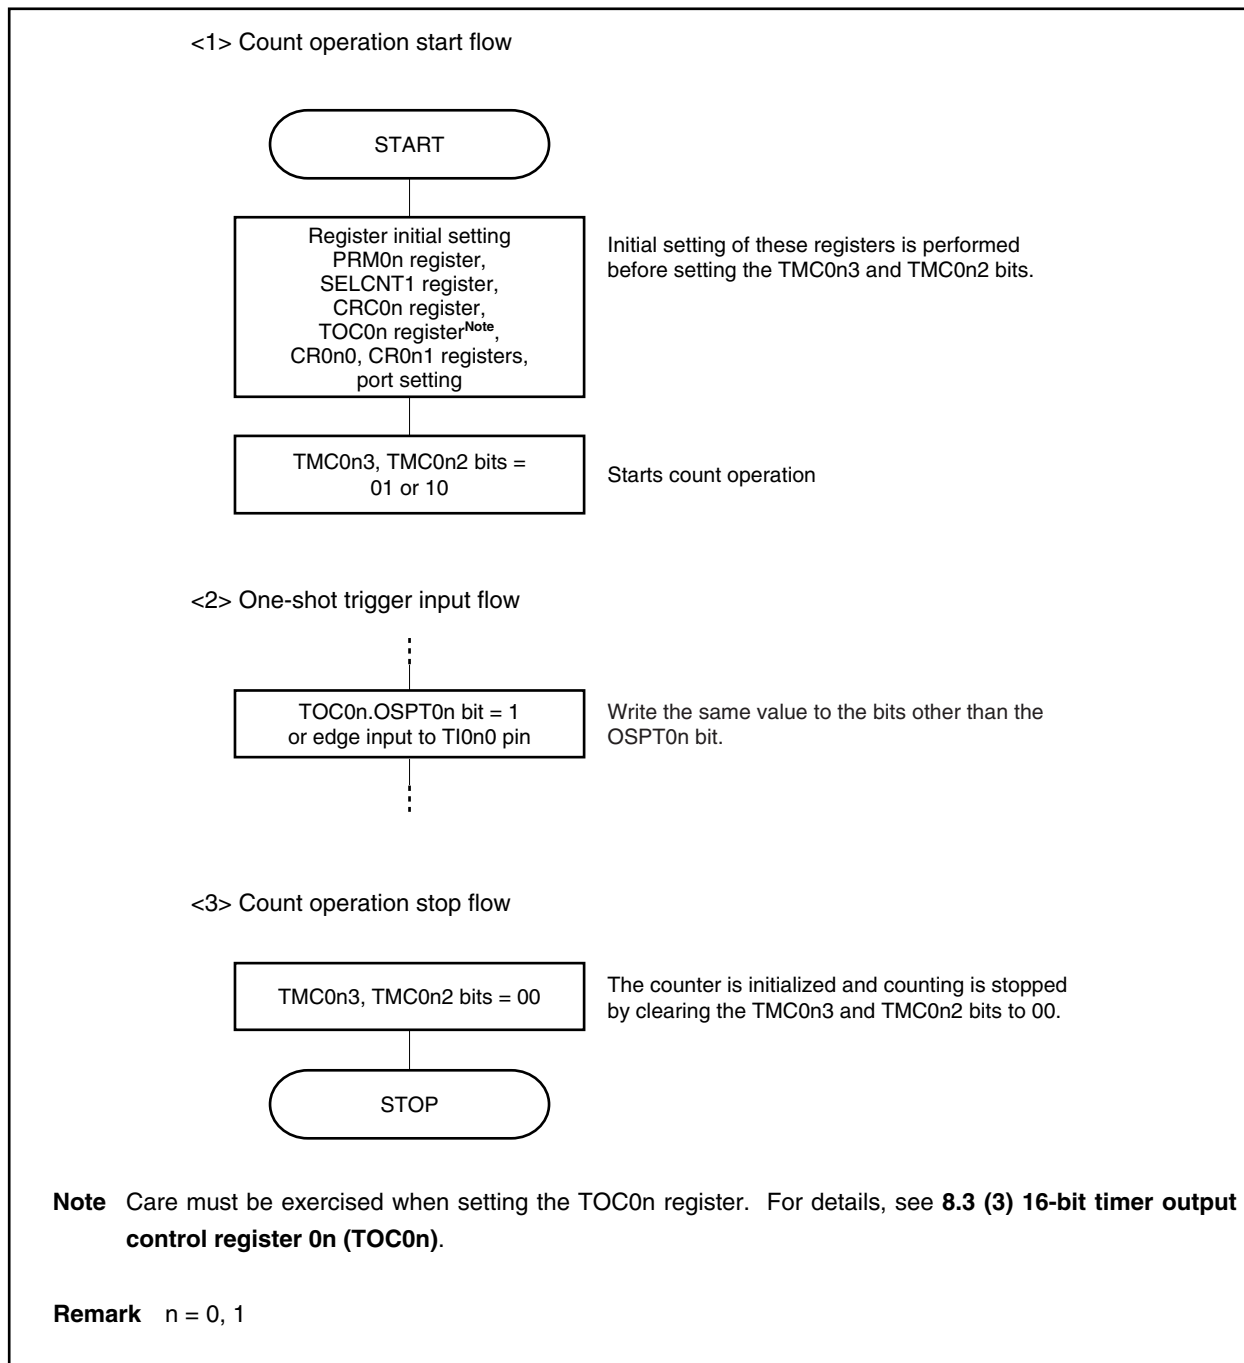 <1> Count operation start flow
START
Register initial setting
PRM0n register,
SELCNT1 register,
CRC0n register,
TOC0n registerNote,
CR0n0, CR0n1 registers,
port setting
Initial setting of these registers is performed
before setting the TMC0n3 and TMC0n2 bits.
TMC0n3, TMC0n2 bits =
01 or 10
Starts count operation
<2> One-shot trigger input flow
TOC0n.OSPT0n bit = 1
or edge input to TI0n0 pin
Write the same value to the bits other than the
OSPT0n bit.
<3> Count operation stop flow
TMC0n3, TMC0n2 bits = 00
The counter is initialized and counting is stopped
by clearing the TMC0n3 and TMC0n2 bits to 00.
STOP
Note Care must be exercised when setting the TOC0n register. For details, see 8.3 (3) 16-bit timer output
control register 0n (TOC0n).
Remark n = 0, 1